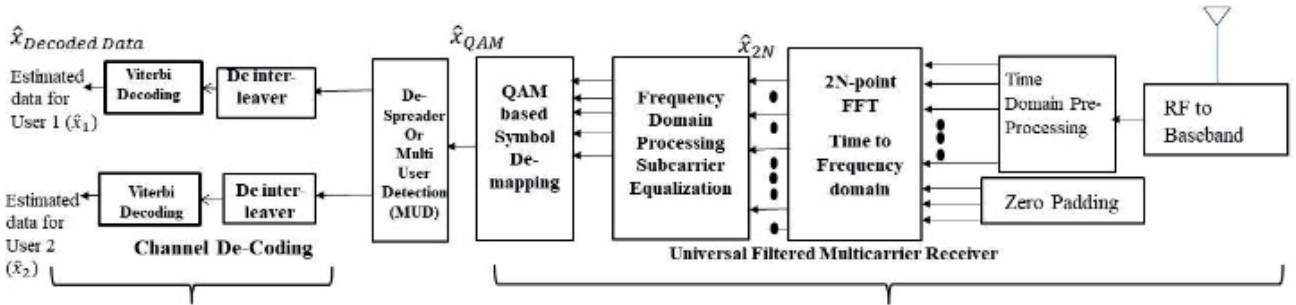 x̂Decoded Data
Estimated
data for
User 1 (x̂₁)
Viterbi
Decoding
De inter-
leaver
Estimated
data for
User 2
(x̂₂)
Viterbi
Decoding
De inter-
leaver
Channel De-Coding
De-
Spreader
Or
Multi
User
Detection
(MUD)
x̂QAM
QAM
based
Symbol
De-
mapping
Frequency
Domain
Processing
Subcarrier
Equalization
x̂2N
2N-point
FFT
Time to
Frequency
domain
Time
Domain Pre-
Processing
Zero Padding
RF to
Baseband
Universal Filtered Multicarrier Receiver